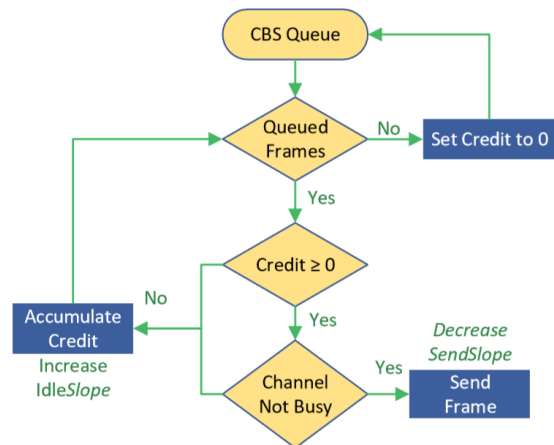 CBS Queue
Queued
Frames
No
Set Credit to 0
Yes
Credit ≥ 0
No
Accumulate
Credit
Increase
IdleSlope
Yes
Decrease
SendSlope
Channel
Not Busy
Yes
Send
Frame